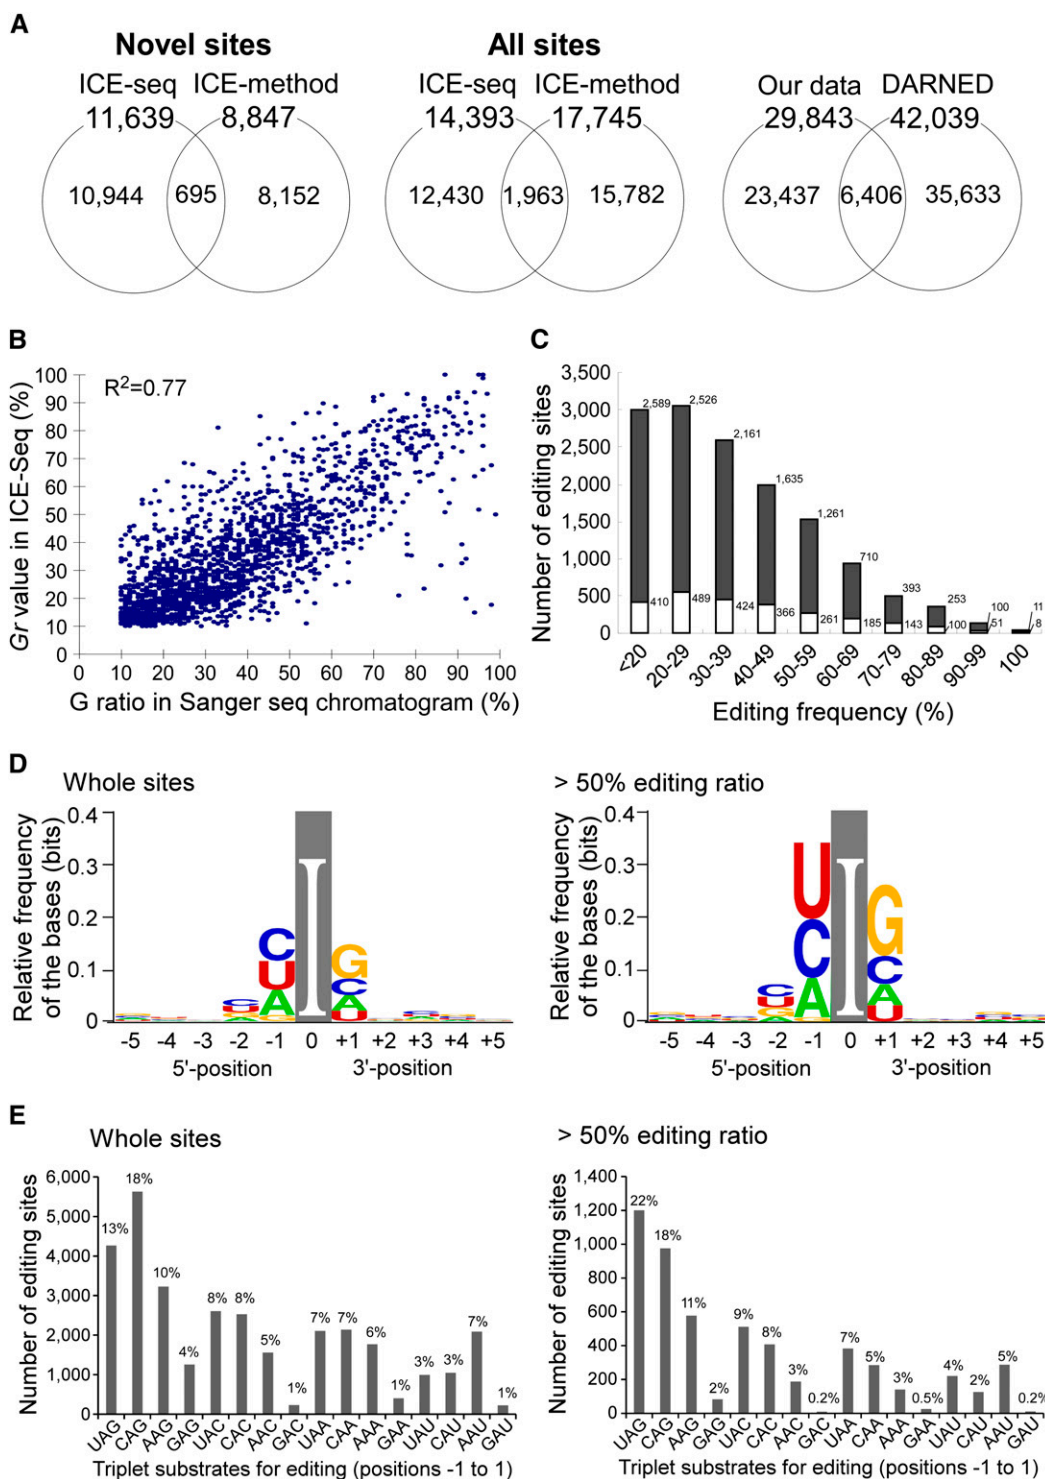 A
Novel sites
All sites
ICE-seq ICE-method
11,639 8,847
10,944 695 8,152
ICE-seq ICE-method
14,393 17,745
12,430 1,963 15,782
Our data DARNED
29,843 42,039
23,437 6,406 35,633
B
R²=0.77
Gr value in ICE-Seq (%)
100
90
80
70
60
50
40
30
20
10
0
0 10 20 30 40 50 60 70 80 90 100
G ratio in Sanger seq chromatogram (%)
C
Number of editing sites
3,500
3,000
2,500
2,000
1,500
1,000
500
0
2,589 2,526 2,161 1,635 1,261 710 393 253 100 11
410 489 424 366 261 185 143 100 51 8
<20 20-29 30-39 40-49 50-59 60-69 70-79 80-89 90-99 100
Editing frequency (%)
D
Whole sites
Relative frequency
of the bases (bits)
0.4
0.3
0.2
0.1
0
C
U
A
G
I
G
C
A
U
-5 -4 -3 -2 -1 0 +1 +2 +3 +4 +5
5'-position 3'-position
> 50% editing ratio
Relative frequency
of the bases (bits)
0.4
0.3
0.2
0.1
0
C
U
G
A
U
C
A
I
G
C
A
U
-5 -4 -3 -2 -1 0 +1 +2 +3 +4 +5
5'-position 3'-position
E
Whole sites
Number of editing sites
6,000
5,000
4,000
3,000
2,000
1,000
0
13% 18% 10% 4% 8% 8% 5% 1% 7% 7% 6% 1% 3% 3% 7% 1%
UAG CAG AAG GAG UAC CAC AAC GAC UAA CAA AAA GAA UAU CAU AAU GAU
Triplet substrates for editing (positions -1 to 1)
> 50% editing ratio
Number of editing sites
1,400
1,200
1,000
800
600
400
200
0
22% 18% 11% 2% 9% 8% 3% 0.2% 7% 5% 3% 0.5% 4% 2% 5% 0.2%
UAG CAG AAG GAG UAC CAC AAC GAC UAA CAA AAA GAA UAU CAU AAU GAU
Triplet substrates for editing (positions -1 to 1)